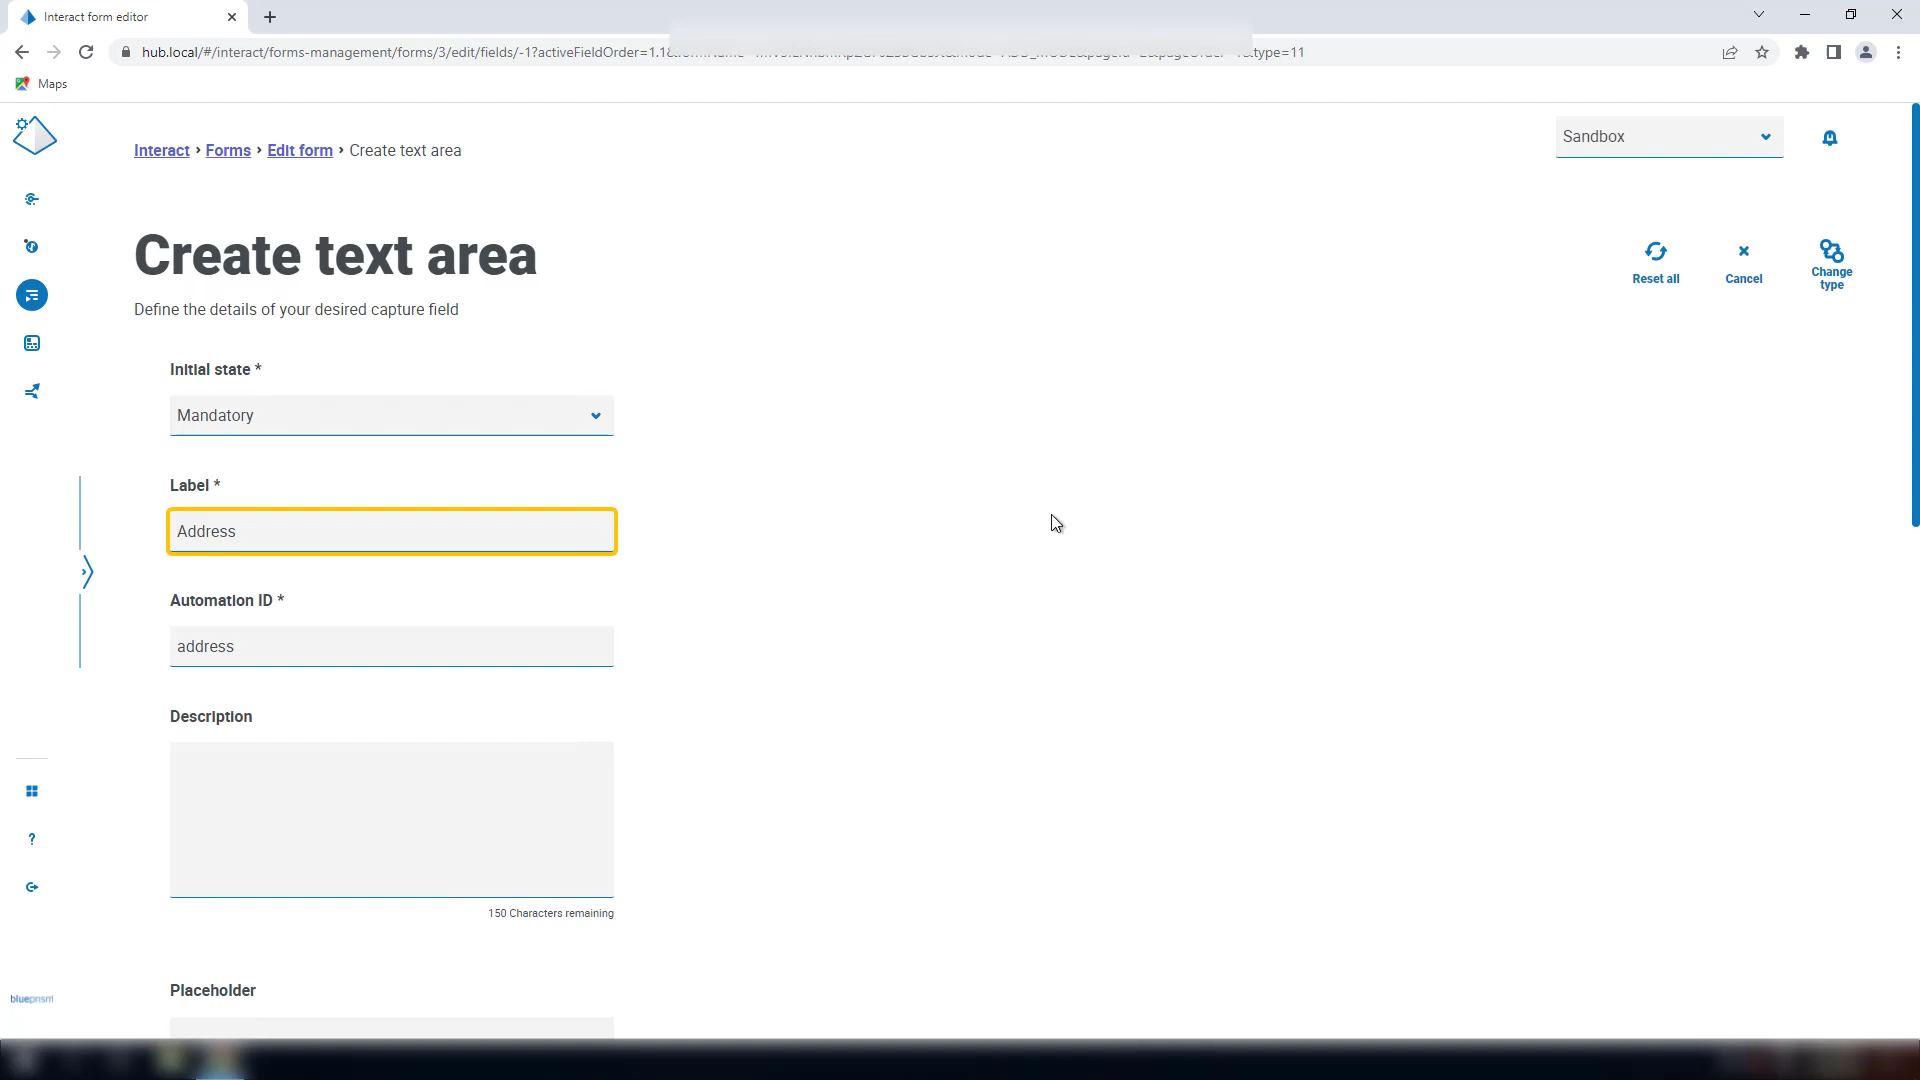 Interact form editor
hub.local/#/interact/forms-management/forms/3/edit/fields/-1?activeFieldOrder=1.1& type=11
Maps
Interact › Forms › Edit form › Create text area
Sandbox
Create text area
Reset all
Cancel
Change type
Define the details of your desired capture field
Initial state *
Mandatory
Label *
Address
Automation ID *
address
Description
150 Characters remaining
Placeholder
blueprism